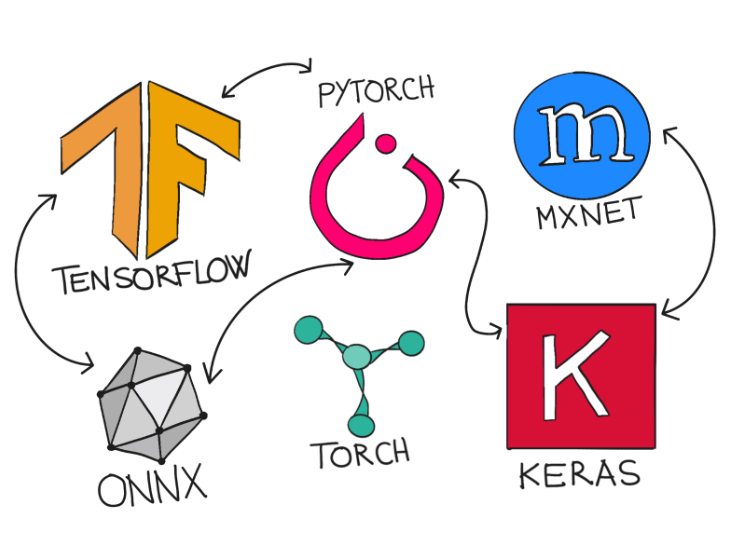 PYTORCH
m
MXNET
TENSORFLOW
K
TORCH
ONNX
KERAS